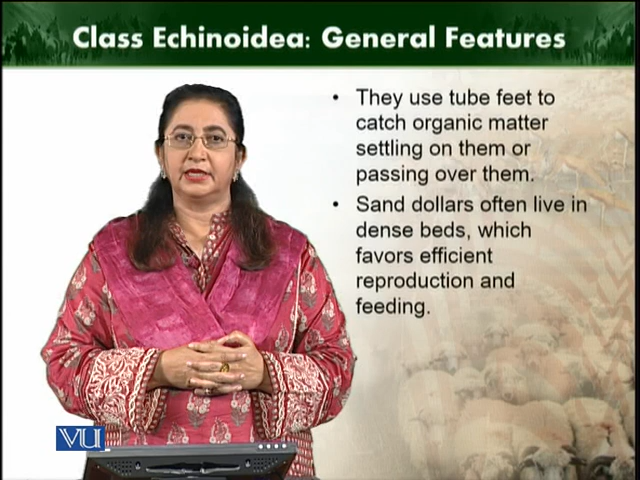 Class Echinoidea: General Features
• They use tube feet to
catch organic matter
settling on them or
passing over them.
• Sand dollars often live in
dense beds, which
favors efficient
reproduction and
feeding.
VU